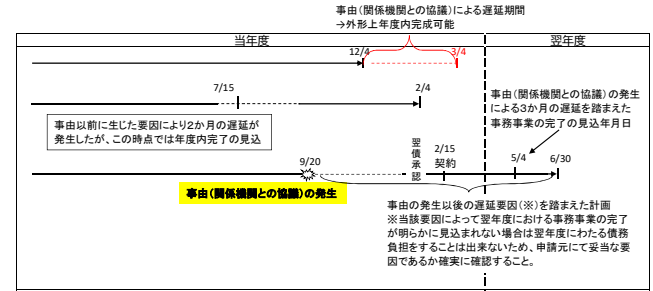 事由(関係機関との協議)による遅延期間
→外形上年度内完成可能
当年度
翌年度
12/4
3/4
7/15
2/4
事由(関係機関との協議)の発生
による3か月の遅延を踏まえた
事務事業の完了の見込年月日
事由以前に生じた要因により2か月の遅延が
発生したが、この時点では年度内完了の見込
9/20
翌債承認
2/15
契約
5/4
6/30
事由(関係機関との協議)の発生
事由の発生以後の遅延要因(※)を踏まえた計画
※当該要因によって翌年度における事務事業の完了
が明らかに見込まれない場合は翌年度にわたる債務
負担をすることは出来ないため、申請元にて妥当な要
因であるか確実に確認すること。